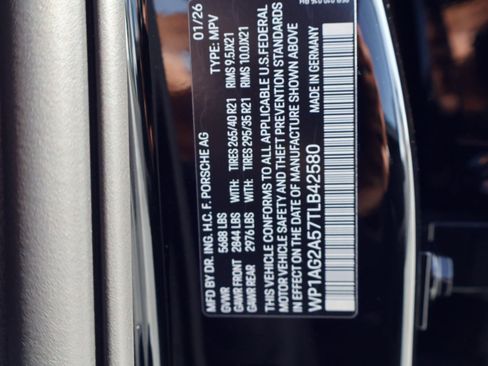 MFD BY DR. ING. H.C. F. PORSCHE AG 01/26
GVWR 5688 LBS TYPE: MPV
GAWR FRONT 2844 LBS WITH: TIRES 265/40 R21 RIMS 9.5JX21
GAWR REAR 2976 LBS WITH: TIRES 295/35 R21 RIMS 10.0JX21
THIS VEHICLE CONFORMS TO ALL APPLICABLE U.S. FEDERAL
MOTOR VEHICLE SAFETY AND THEFT PREVENTION STANDARDS
IN EFFECT ON THE DATE OF MANUFACTURE SHOWN ABOVE
WP1AG2A57TLB42580 MADE IN GERMANY